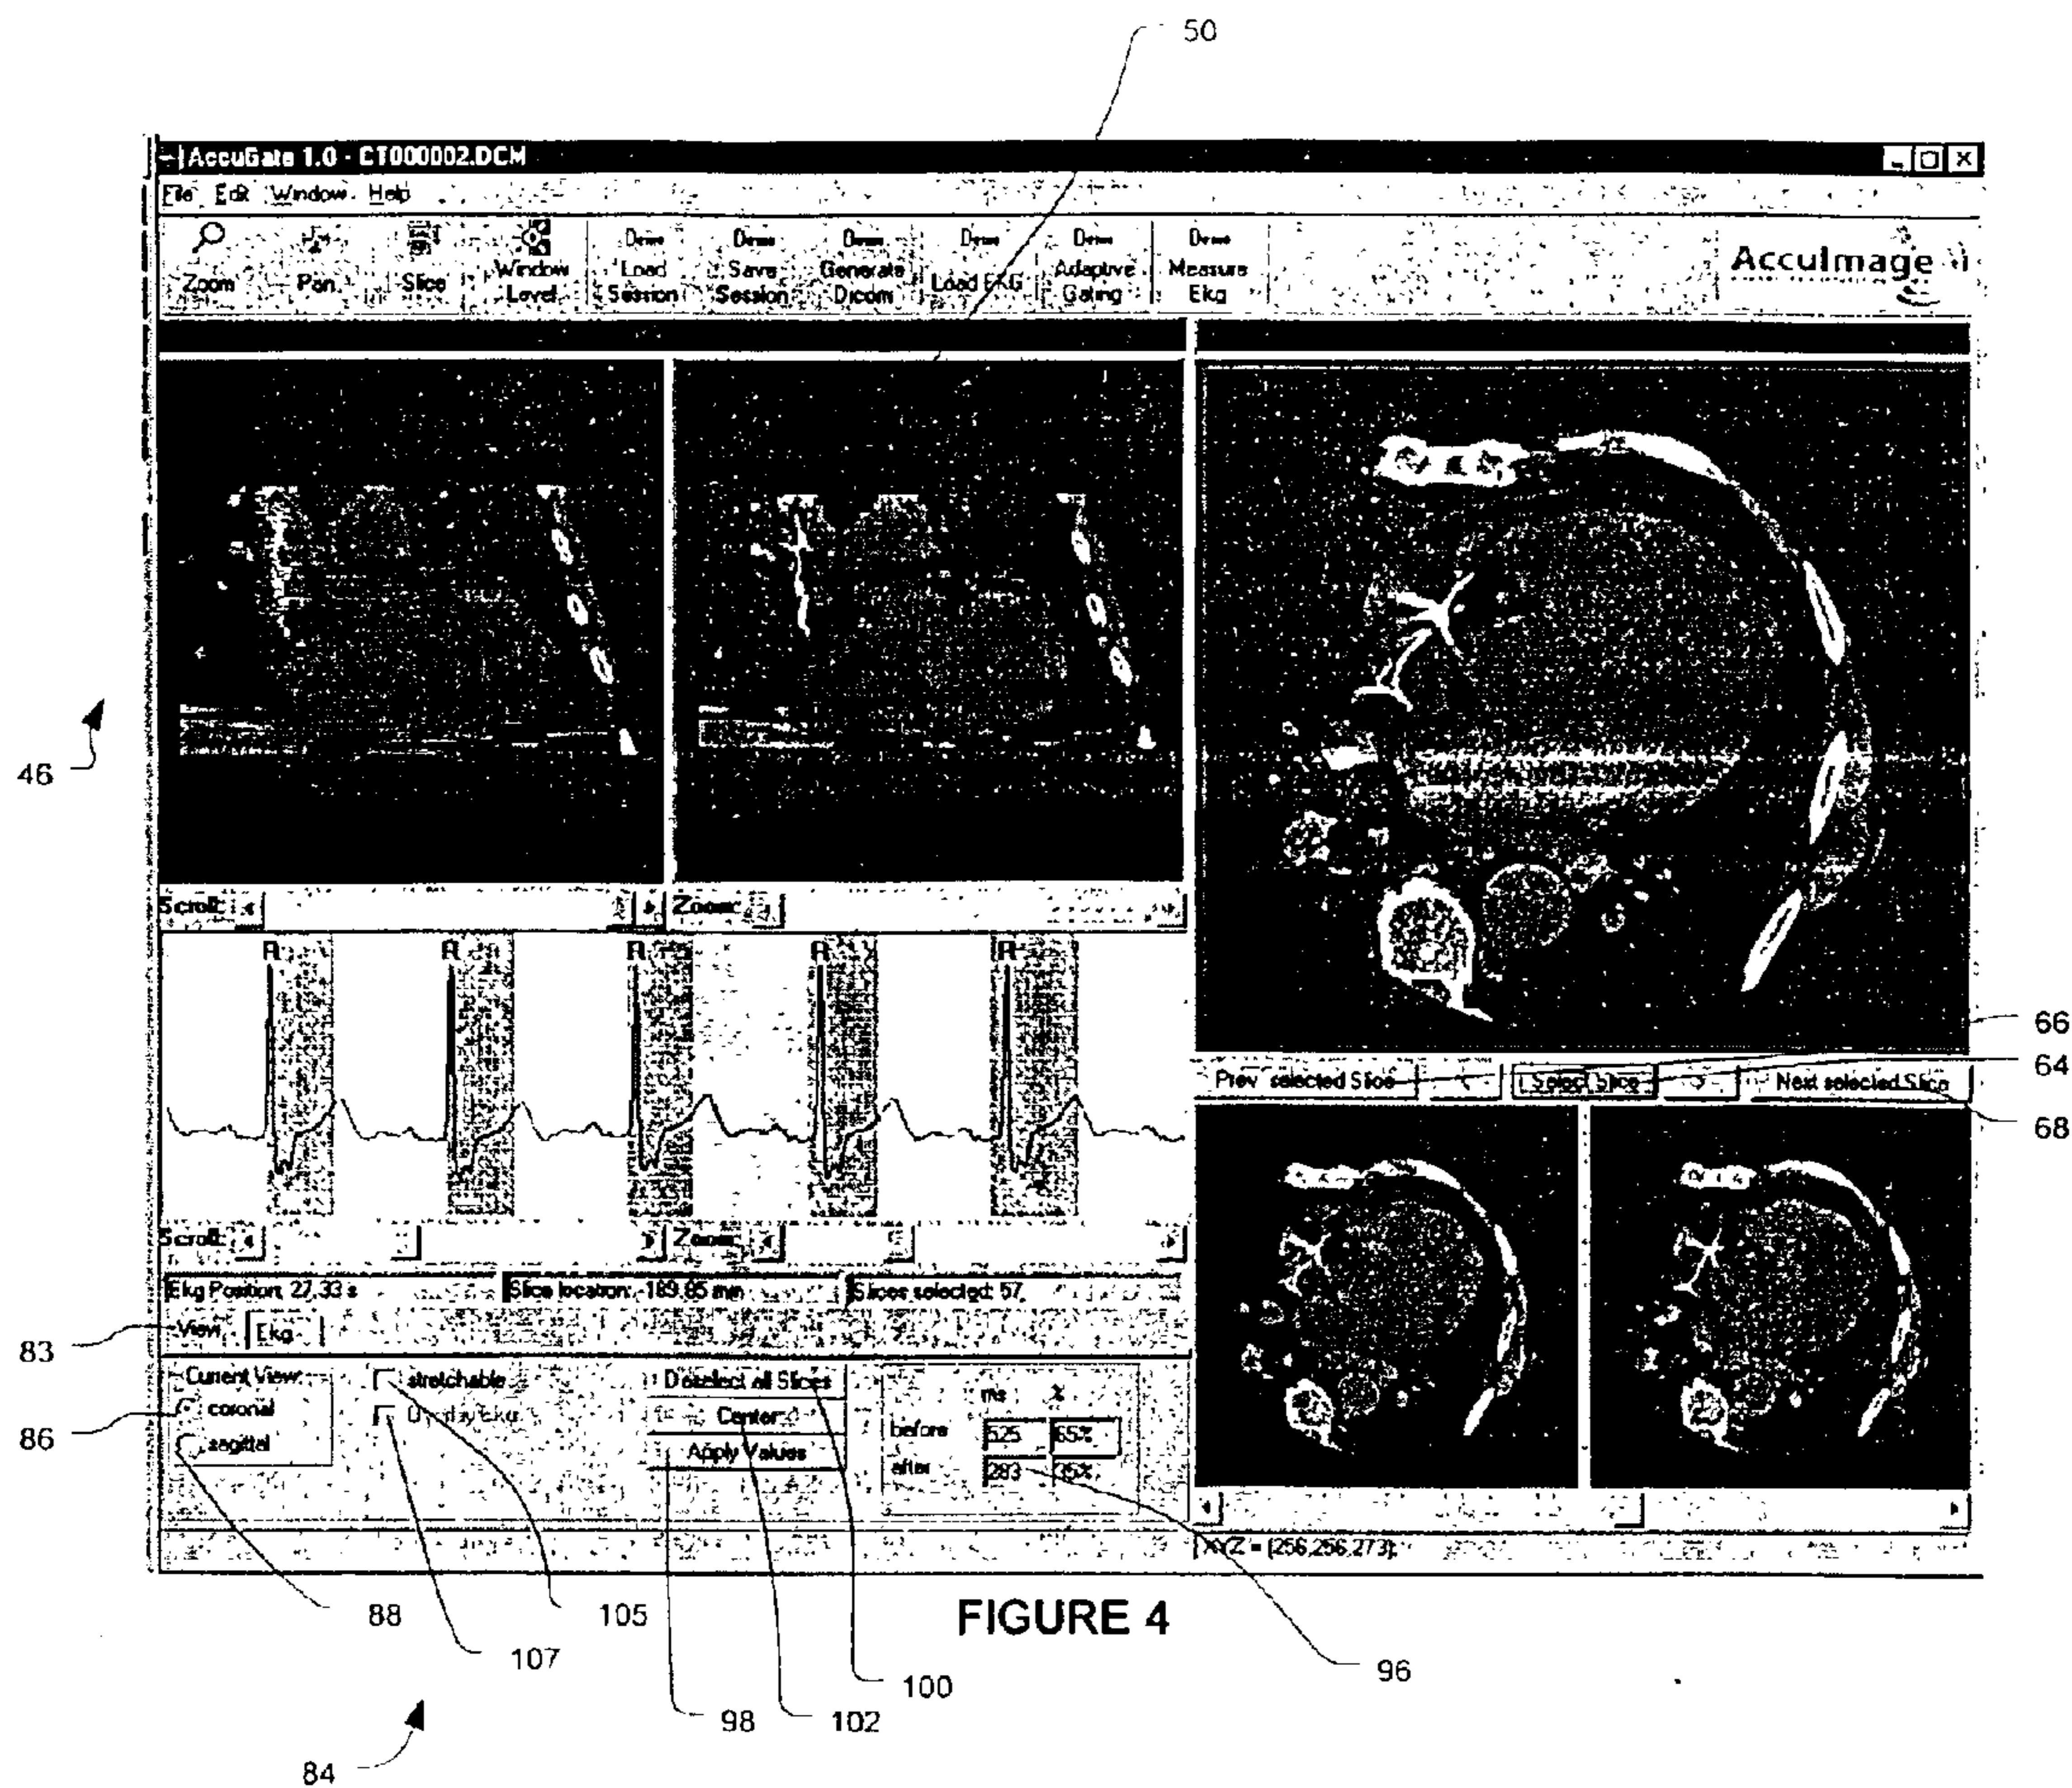 50
AccuGate 1.0 - CT000002.DCM
File Edit Window Help
Zoom Pan Slice Window Level Load Session Save Session Generate Dicom Load EKG Adaptive Gating Measure Ekg
AccuImage
46
Scroll: Zoom:
R R R R R
66
Prev selected Slice < Select Slice > Next selected Slice
64
68
Scroll: Zoom:
Ekg Position: 27.33 s Slice location: -189.85 mm Slices selected: 57
View Ekg
83
Current View
coronal
sagittal
86
stretchable
Deselect all Slices
Center
Apply Values
ms %
before 525 65%
after 283 35%
XYZ = (256,256,273)
88
105
107
FIGURE 4
100
96
98
102
84